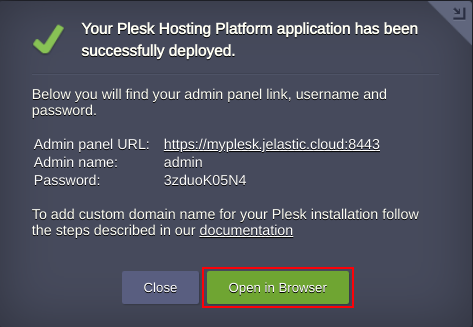 Your Plesk Hosting Platform application has been
successfully deployed.
Below you will find your admin panel link, username and
password.
Admin panel URL: https://myplesk.jelastic.cloud:8443
Admin name: admin
Password: 3zduoK05N4
To add custom domain name for your Plesk installation follow
the steps described in our documentation
Close Open in Browser